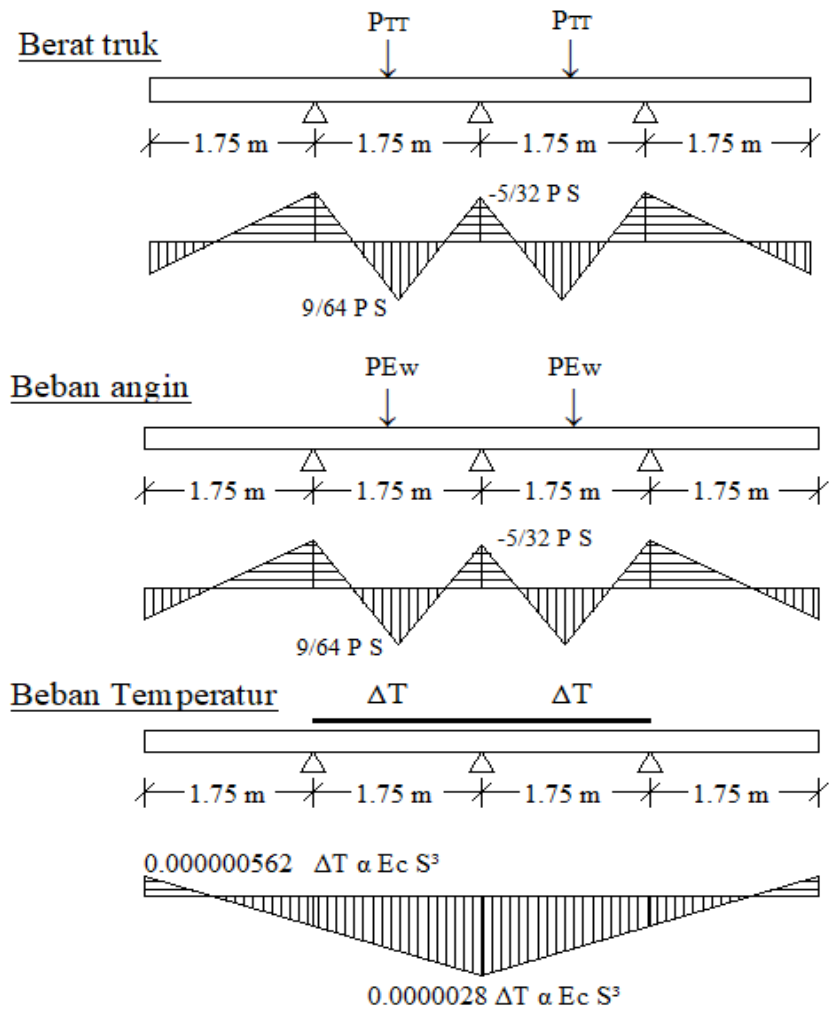 Berat truk
PTT PTT
1.75 m 1.75 m 1.75 m 1.75 m
-5/32 P S
9/64 P S
Beban angin
PEw PEw
1.75 m 1.75 m 1.75 m 1.75 m
-5/32 P S
9/64 P S
Beban Temperatur
ΔT ΔT
1.75 m 1.75 m 1.75 m 1.75 m
0.000000562 ΔT α Ec S³
0.0000028 ΔT α Ec S³